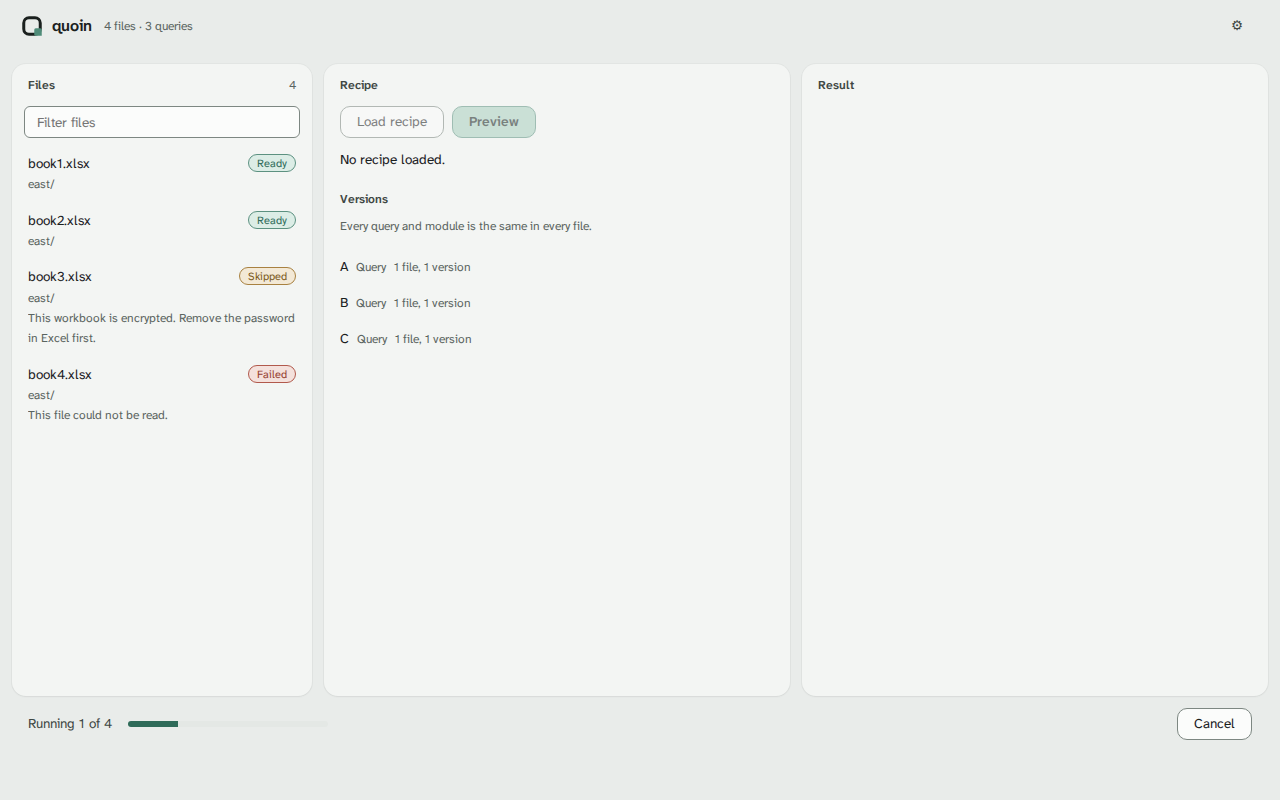 quoin 4 files · 3 queries
⚙
Files 4
Filter files
book1.xlsx Ready
east/
book2.xlsx Ready
east/
book3.xlsx Skipped
east/
This workbook is encrypted. Remove the password
in Excel first.
book4.xlsx Failed
east/
This file could not be read.
Recipe
Load recipe Preview
No recipe loaded.
Versions
Every query and module is the same in every file.
A Query 1 file, 1 version
B Query 1 file, 1 version
C Query 1 file, 1 version
Result
Running 1 of 4
Cancel